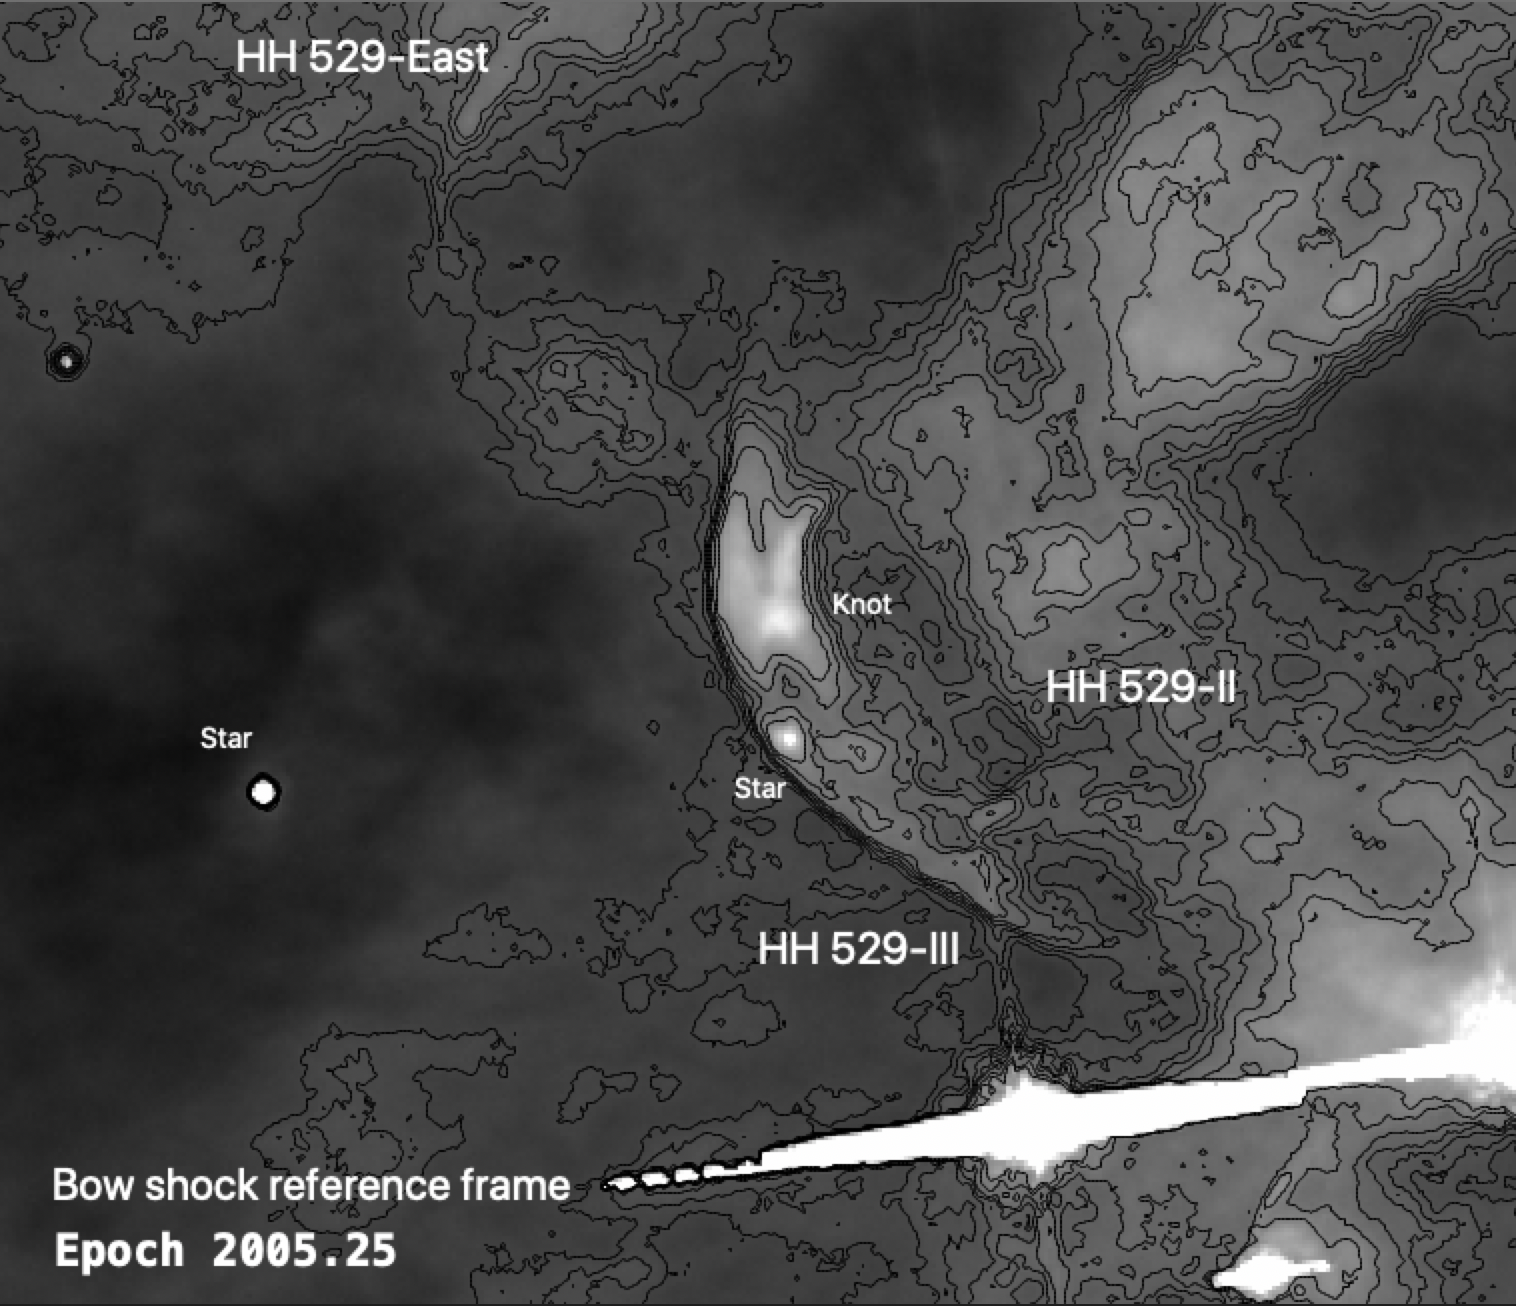 HH 529-East
Knot
HH 529-II
Star
Star
HH 529-III
Bow shock reference frame
Epoch 2005.25